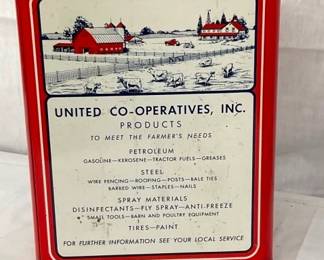 UNITED CO-OPERATIVES, INC.
PRODUCTS
TO MEET THE FARMER'S NEEDS
PETROLEUM
GASOLINE—KEROSENE—TRACTOR FUELS—GREASES
STEEL
WIRE FENCING—ROOFING—POSTS—BALE TIES
BARBED WIRE—STAPLES—NAILS
SPRAY MATERIALS
DISINFECTANTS—FLY SPRAY—ANTI-FREEZE
SMALL TOOLS—BARN AND POULTRY EQUIPMENT
TIRES—PAINT
FOR FURTHER INFORMATION SEE YOUR LOCAL SERVICE